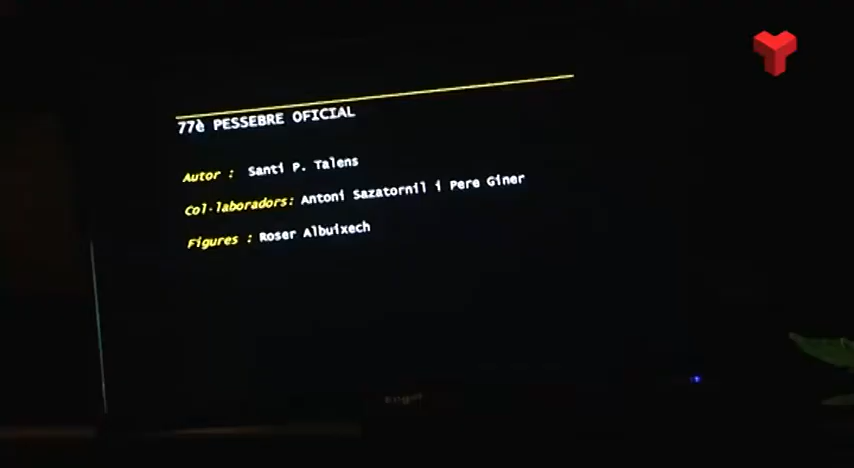 77è PESSEBRE OFICIAL
Autor : Santi P. Talens
Col·laboradors: Antoni Sazatornil i Pere Giner
Figures : Roser Albuixech